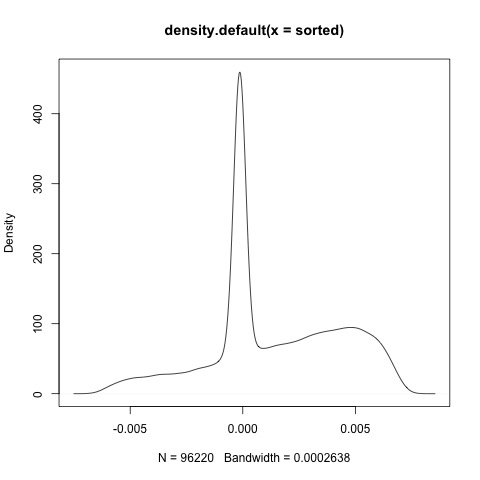 density.default(x = sorted)
Density
400
300
200
100
0
-0.005 0.000 0.005
N = 96220 Bandwidth = 0.0002638